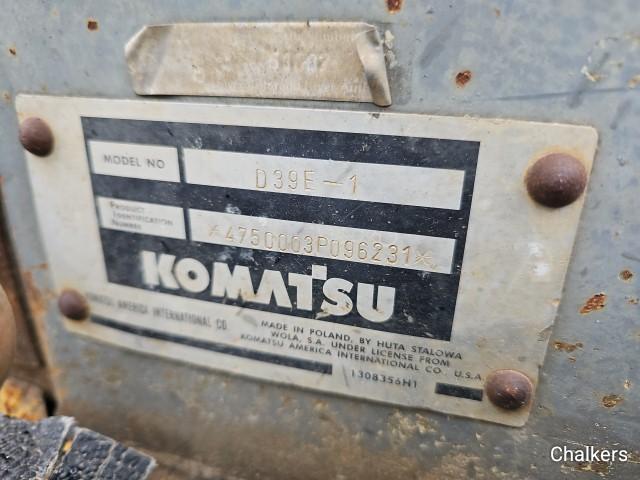 MODEL NO
D39E-1
PRODUCT
IDENTIFICATION
NUMBER
*4750003P096231*
KOMATSU
KOMATSU AMERICA INTERNATIONAL CO
MADE IN POLAND, BY HUTA STALOWA
WOLA, S.A. UNDER LICENSE FROM
KOMATSU AMERICA INTERNATIONAL CO., U.S.A.
1308356H1
Chalkers